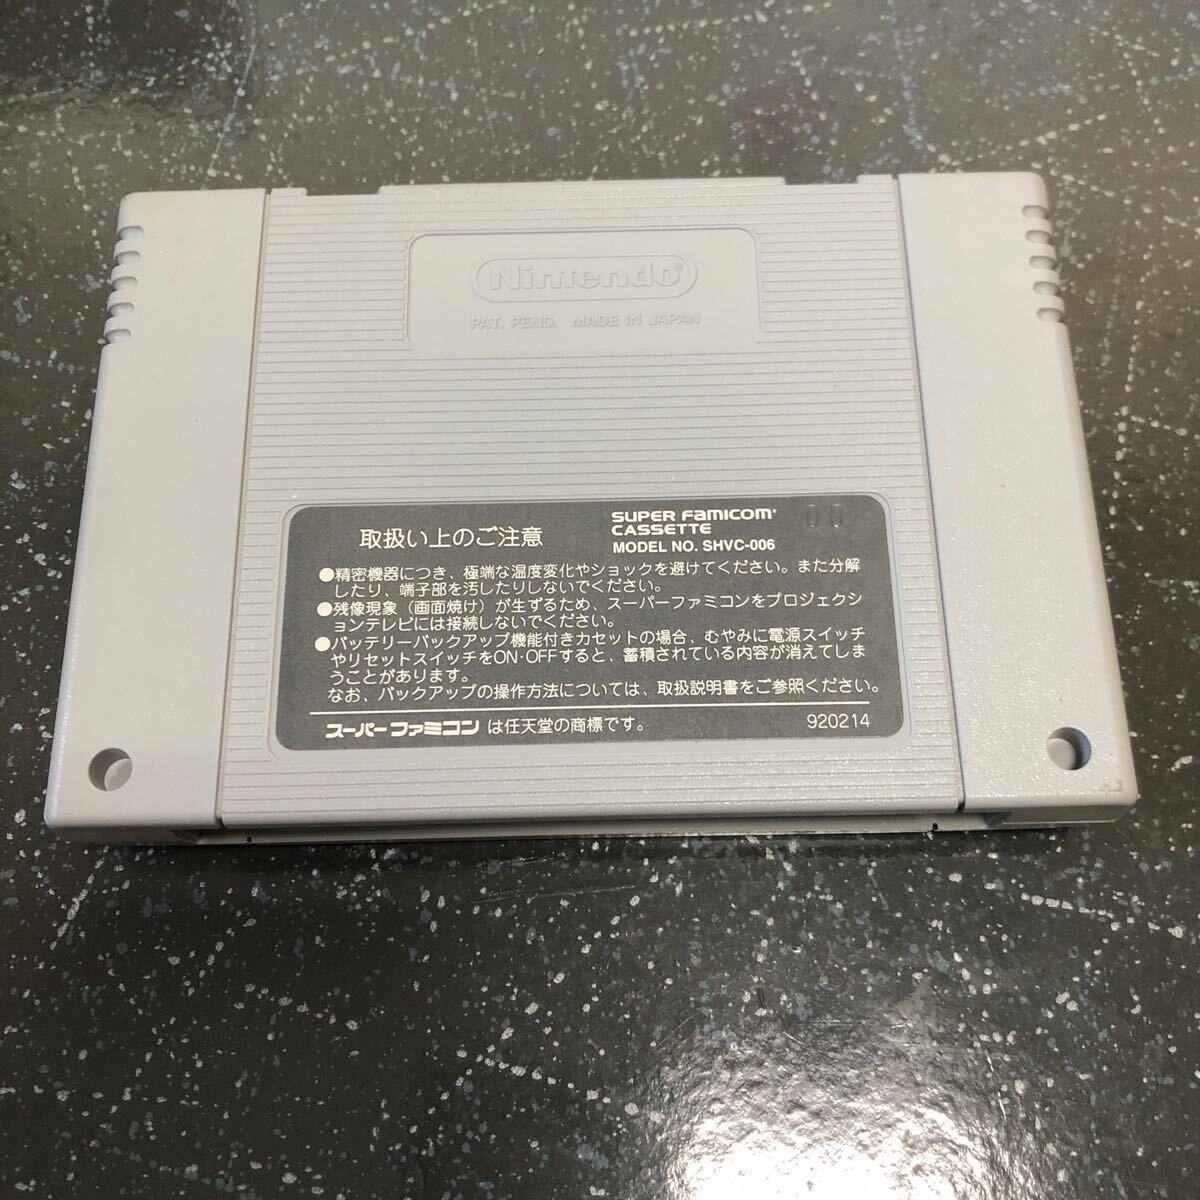 Nintendo®
PAT. PEND. MADE IN JAPAN
取扱い上のご注意
SUPER FAMICOM®
CASSETTE
MODEL NO. SHVC-006
00
●精密機器につき、極端な温度変化やショックを避けてください。また分解
したり、端子部を汚したりしないでください。
●残像現象（画面焼け）が生ずるため、スーパーファミコンをプロジェクシ
ョンテレビには接続しないでください。
●バッテリーバックアップ機能付きカセットの場合、むやみに電源スイッチ
やリセットスイッチをON・OFFすると、蓄積されている内容が消えてしま
うことがあります。
なお、バックアップの操作方法については、取扱説明書をご参照ください。
スーパーファミコンは任天堂の商標です。
920214